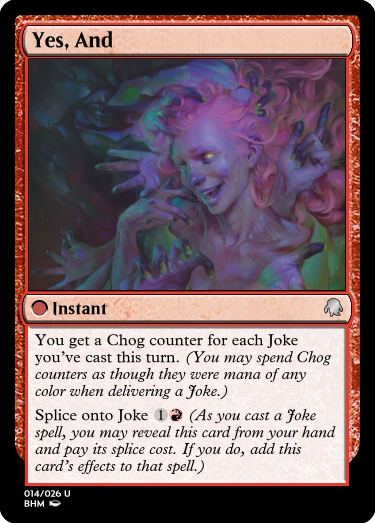 Yes, And
Instant
You get a Chog counter for each Joke
you've cast this turn. (You may spend Chog
counters as though they were mana of any
color when delivering a Joke.)
Splice onto Joke 1 (As you cast a Joke
spell, you may reveal this card from your hand
and pay its splice cost. If you do, add this
card's effects to that spell.)
014/026 U
BHM